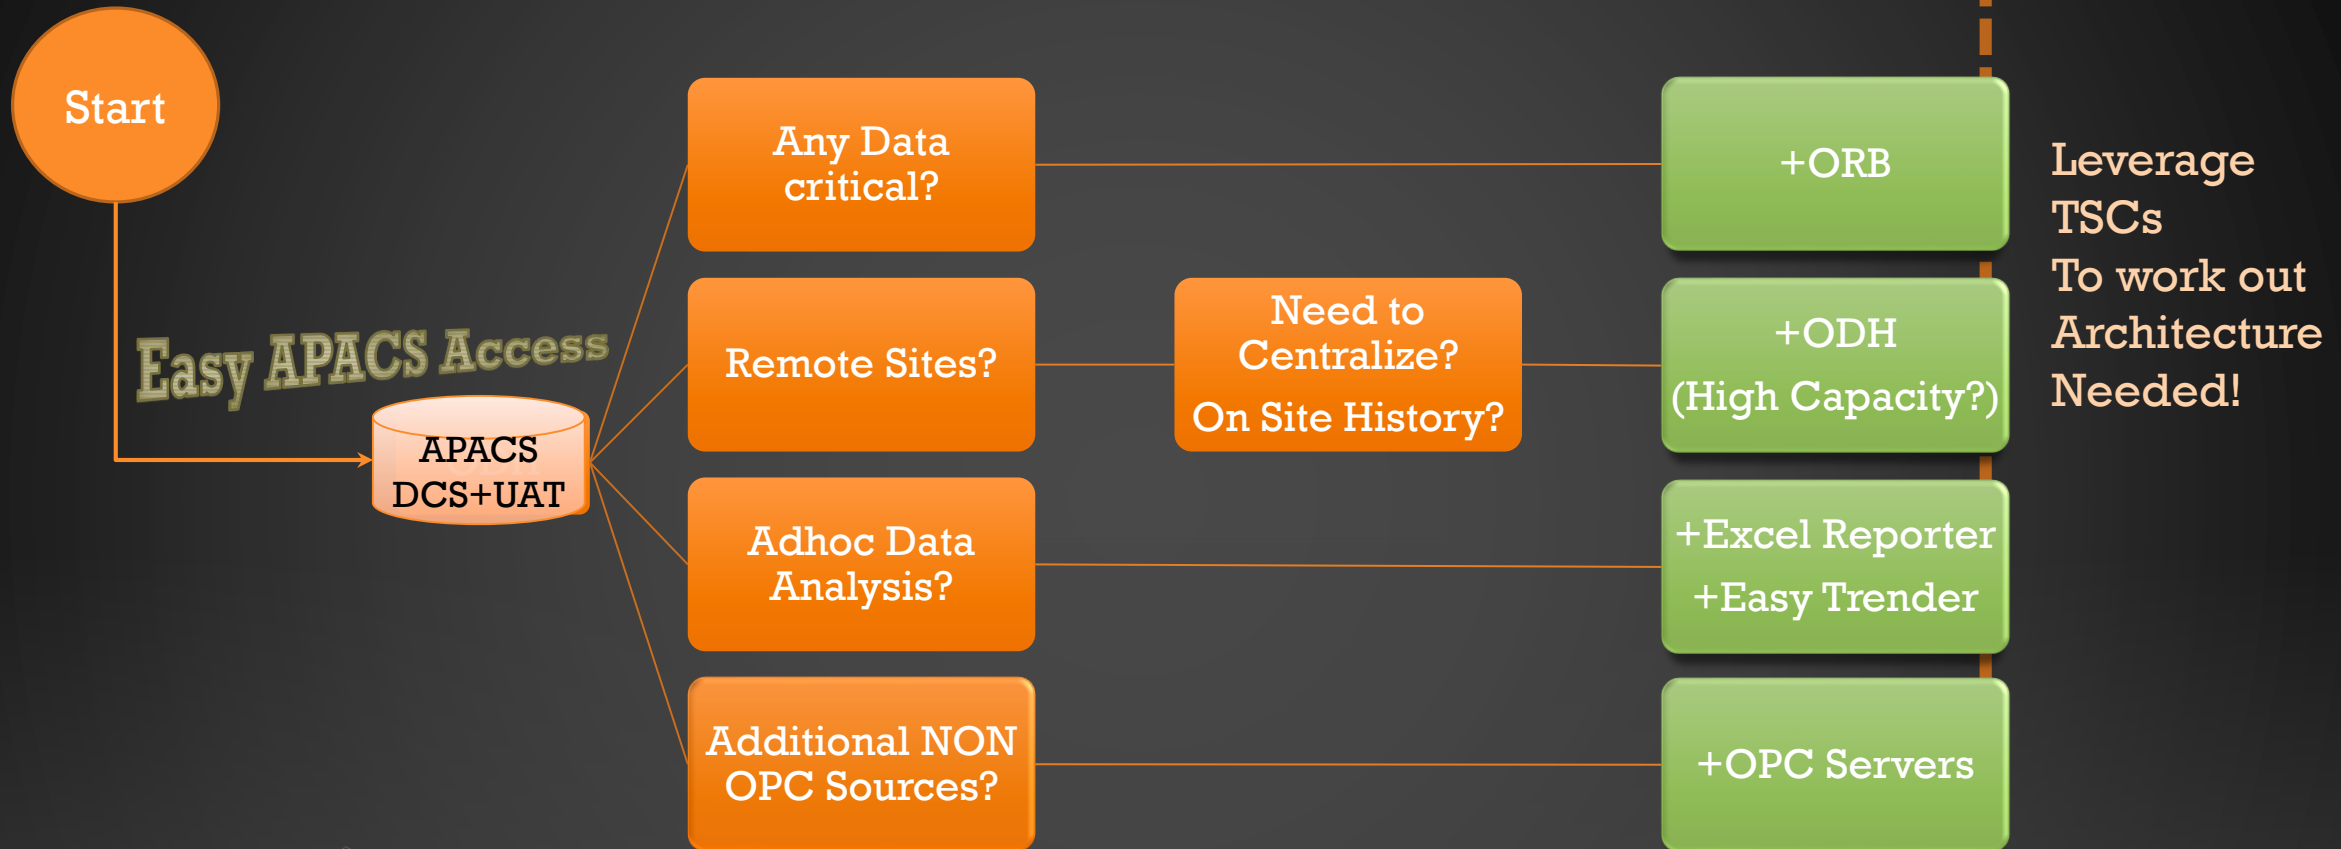 Start
Easy APACS Access
APACS
DCS+UAT
Any Data
critical?
+ORB
Remote Sites?
Need to
Centralize?
On Site History?
+ODH
(High Capacity?)
Adhoc Data
Analysis?
+Excel Reporter
+Easy Trender
Additional NON
OPC Sources?
+OPC Servers
Leverage
TSCs
To work out
Architecture
Needed!